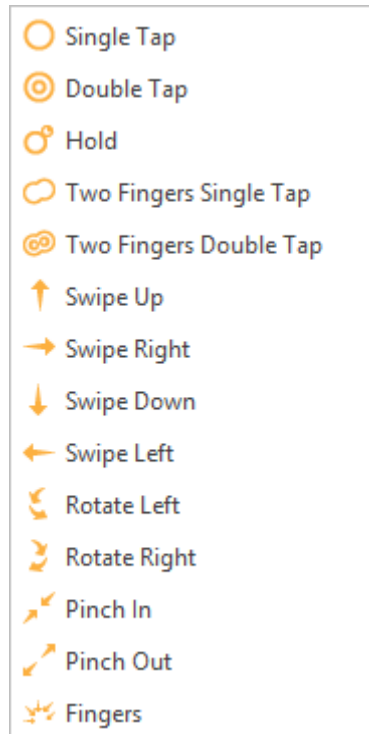 Single Tap
Double Tap
Hold
Two Fingers Single Tap
Two Fingers Double Tap
Swipe Up
Swipe Right
Swipe Down
Swipe Left
Rotate Left
Rotate Right
Pinch In
Pinch Out
Fingers